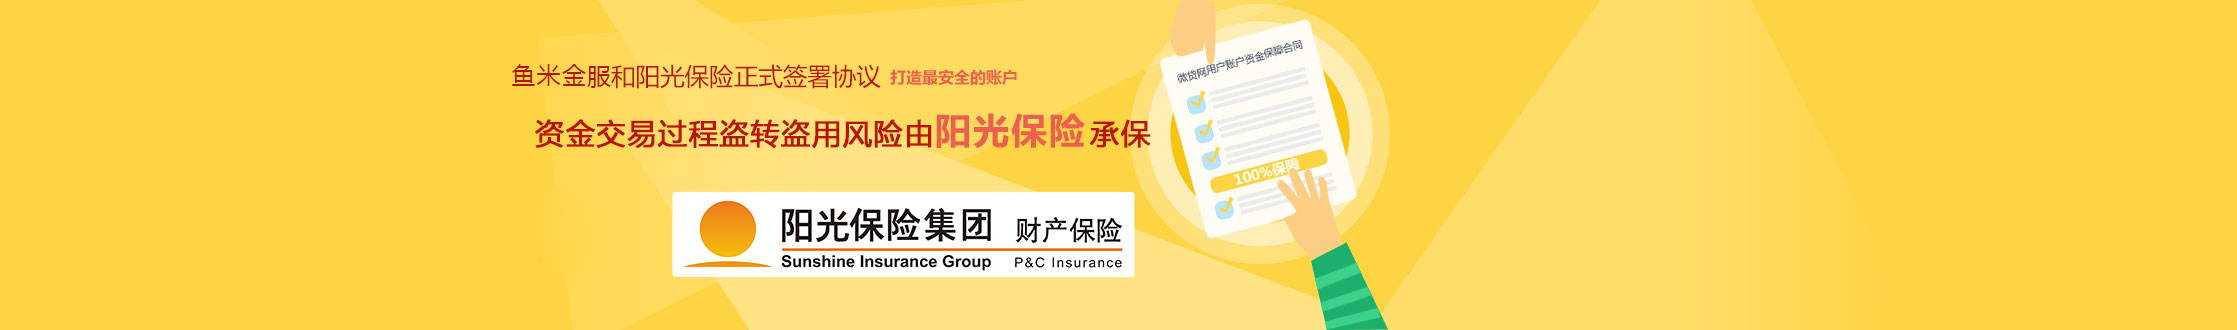 鱼米金服和阳光保险正式签署协议 打造最安全的账户
资金交易过程盗转盗用风险由阳光保险承保
阳光保险集团 财产保险
Sunshine Insurance Group P&C Insurance
微贷网用户账户资金保障合同
100%保障